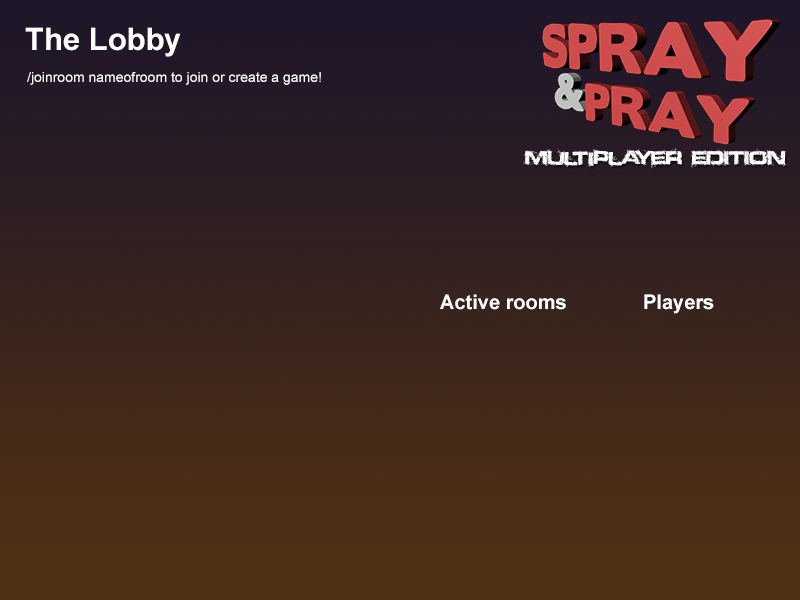 The Lobby
/joinroom nameofroom to join or create a game!
SPRAY
&PRAY
MULTIPLAYER EDITION
Active rooms
Players